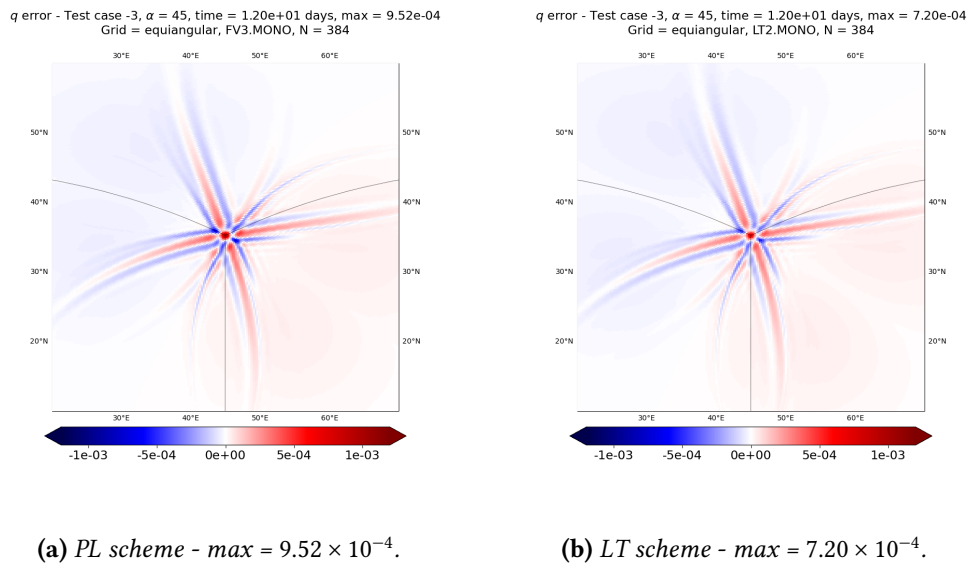 q error - Test case -3, α = 45, time = 1.20e+01 days, max = 9.52e-04
Grid = equiangular, FV3.MONO, N = 384
30°E 40°E 50°E 60°E
50°N 50°N
40°N 40°N
30°N 30°N
20°N 20°N
30°E 40°E 50°E 60°E
-1e-03 -5e-04 0e+00 5e-04 1e-03
(a) PL scheme - max = 9.52 × 10⁻⁴.
q error - Test case -3, α = 45, time = 1.20e+01 days, max = 7.20e-04
Grid = equiangular, LT2.MONO, N = 384
30°E 40°E 50°E 60°E
50°N 50°N
40°N 40°N
30°N 30°N
20°N 20°N
30°E 40°E 50°E 60°E
-1e-03 -5e-04 0e+00 5e-04 1e-03
(b) LT scheme - max = 7.20 × 10⁻⁴.